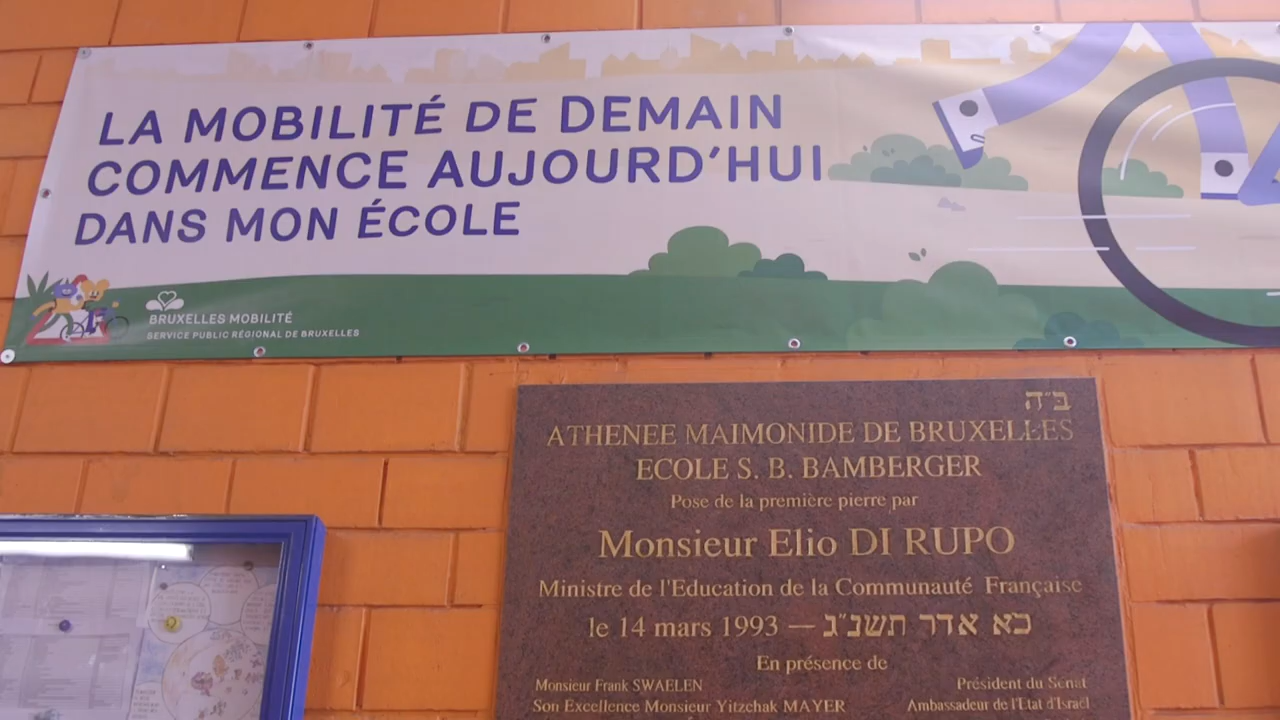 LA MOBILITÉ DE DEMAIN
COMMENCE AUJOURD'HUI
DANS MON ÉCOLE
BRUXELLES MOBILITÉ
SERVICE PUBLIC RÉGIONAL DE BRUXELLES
ב״ה
ATHENEE MAIMONIDE DE BRUXELLES
ECOLE S. B. BAMBERGER
Pose de la première pierre par
Monsieur Elio DI RUPO
Ministre de l'Education de la Communauté Française
le 14 mars 1993 — כא אדר תשנ״ג
En présence de
Monsieur Frank SWAELEN Président du Sénat
Son Excellence Monsieur Yitzchak MAYER Ambassadeur de l'Etat d'Israël